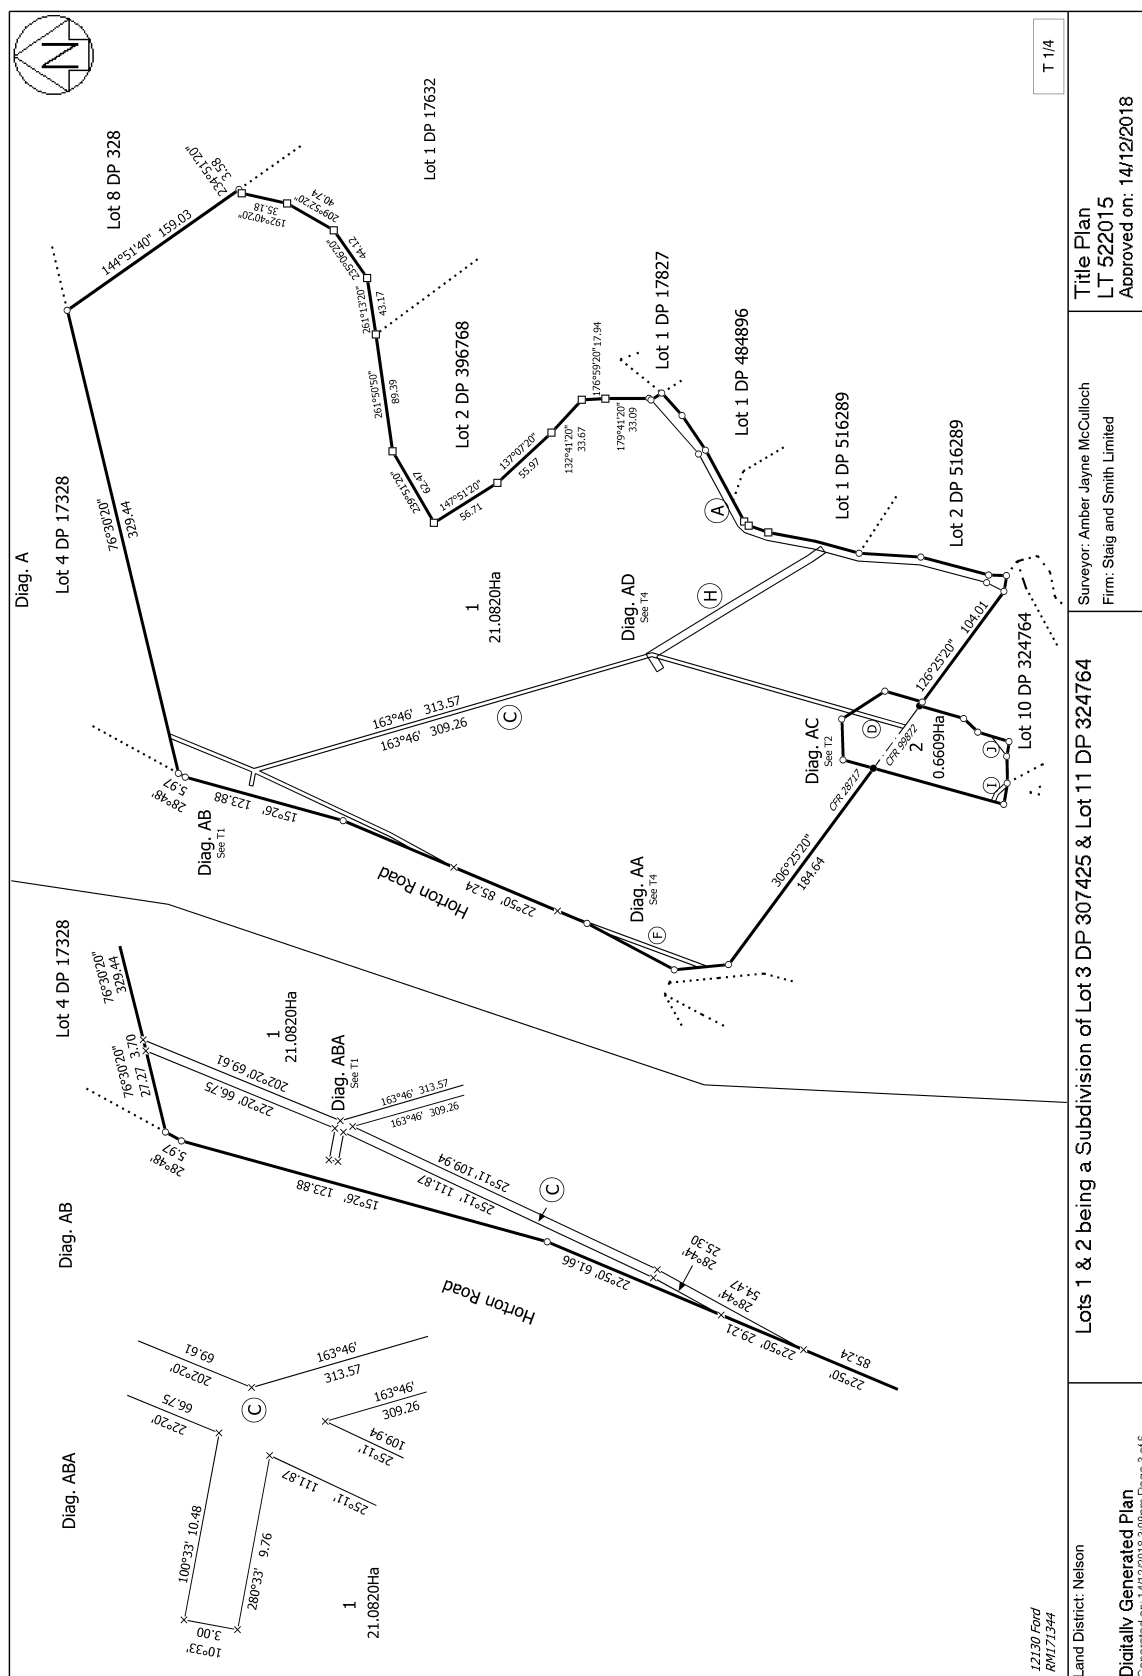 Diag. ABA
Diag. AB
Diag. A
N
T 1/4
69.61
202°20'
66.75
22°20'
163°46'
313.57
163°46'
309.26
C
109.94
25°11'
111.87
25°11'
100°33' 10.48
280°33' 9.76
3.00
10°33'
1
21.0820Ha
Lot 4 DP 17328
76°30'20"
329.44
76°30'20" 3.70
27.27
28°48'
5.97
15°26' 123.88
202°20' 69.61
22°20' 66.75
1
21.0820Ha
Diag. ABA
See T1
163°46' 313.57
163°46' 309.26
25°11' 109.94
25°11' 111.87
C
22°50' 61.66
28°44'
25.30
28°44'
54.47
22°50' 29.21
22°50'
85.24
Horton Road
Lot 4 DP 17328
Lot 8 DP 328
Lot 1 DP 17632
76°30'20"
329.44
144°51'40" 159.03
234°51'20"
3.58
192°40'20"
35.18
209°52'20"
40.74
235°06'20"
44.12
261°13'20"
43.17
261°50'50"
89.39
239°51'20"
62.47
Lot 2 DP 396768
147°51'20"
56.71
137°07'20"
55.97
132°41'20"
33.67
176°59'20" 17.94
179°41'20"
33.09
Lot 1 DP 17827
Lot 1 DP 484896
A
Lot 1 DP 516289
Lot 2 DP 516289
1
21.0820Ha
Diag. AD
See T4
H
28°48'
5.97
15°26' 123.88
Diag. AB
See T1
163°46' 313.57
163°46' 309.26
C
Horton Road
22°50' 85.24
Diag. AA
See T4
F
Diag. AC
See T2
D
CFR 28717
CFR 99872
126°25'20" 104.01
306°25'20"
184.64
2
0.6609Ha
I
J
Lot 10 DP 324764
12130 Ford
RM171344
Land District: Nelson
Digitally Generated Plan
Generated on: 14/12/2018 2:09pm Page 3 of 6
Lots 1 & 2 being a Subdivision of Lot 3 DP 307425 & Lot 11 DP 324764
Surveyor: Amber Jayne McCulloch
Firm: Staig and Smith Limited
Title Plan
LT 522015
Approved on: 14/12/2018